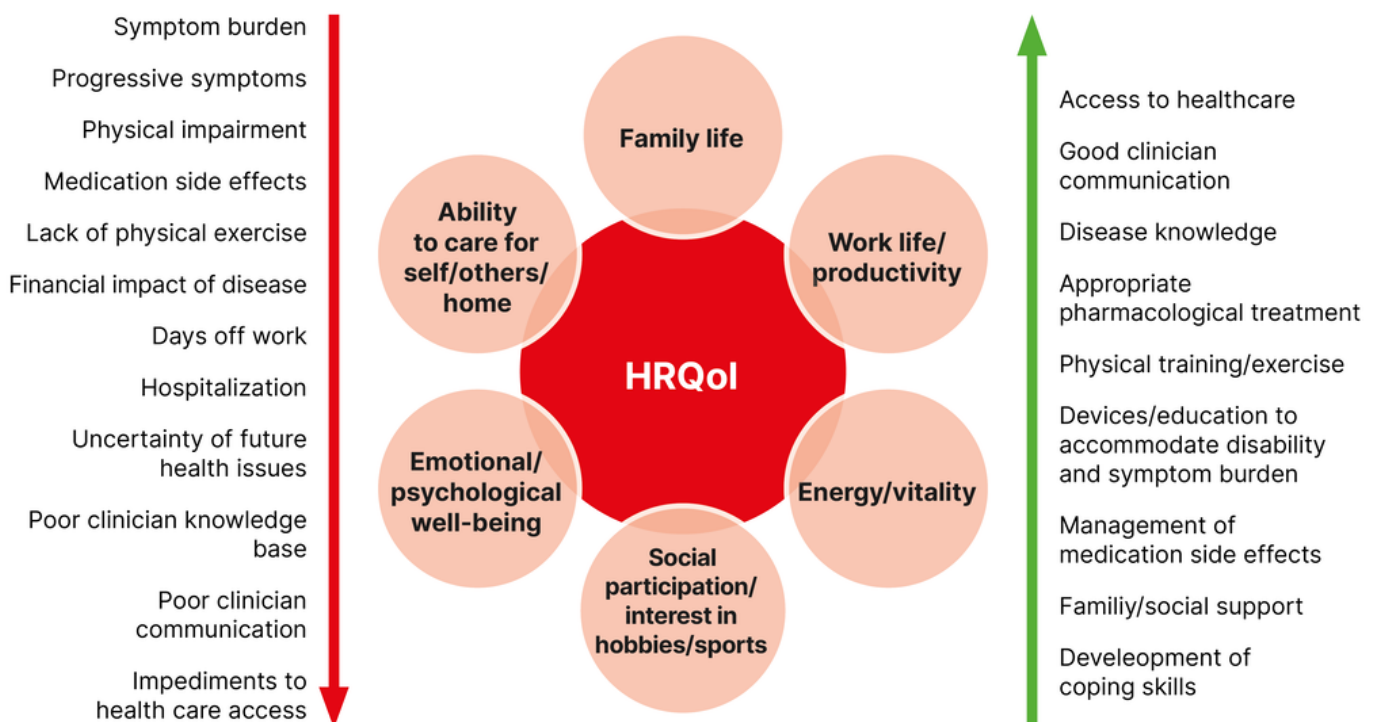 Symptom burden
Progressive symptoms
Physical impairment
Medication side effects
Lack of physical exercise
Financial impact of disease
Days off work
Hospitalization
Uncertainty of future
health issues
Poor clinician knowledge
base
Poor clinician
communication
Impediments to
health care access
Family life
Ability
to care for
self/others/
home
Work life/
productivity
HRQol
Emotional/
psychological
well-being
Energy/vitality
Social
participation/
interest in
hobbies/sports
Access to healthcare
Good clinician
communication
Disease knowledge
Appropriate
pharmacological treatment
Physical training/exercise
Devices/education to
accommodate disability
and symptom burden
Management of
medication side effects
Familiy/social support
Develeopment of
coping skills